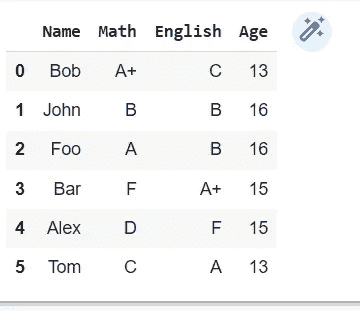 Name Math English Age
0 Bob A+ C 13
1 John B B 16
2 Foo A B 16
3 Bar F A+ 15
4 Alex D F 15
5 Tom C A 13